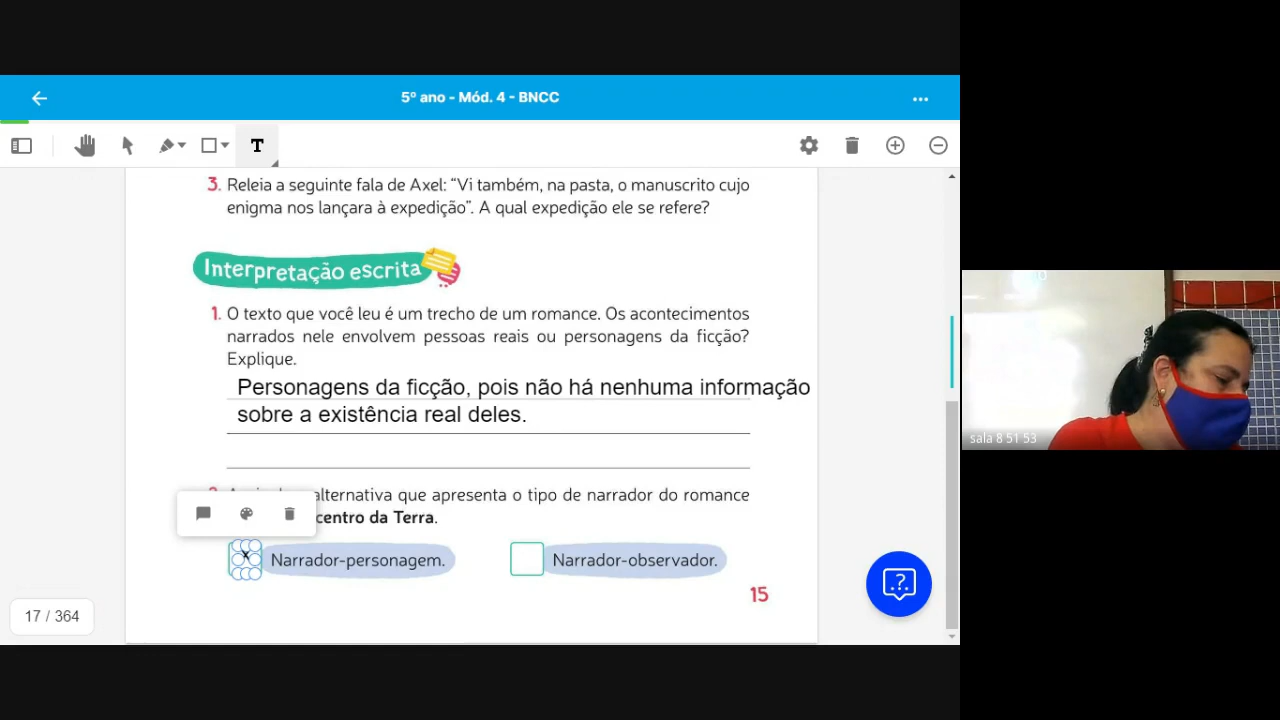 5º ano - Mód. 4 - BNCC
T
3. Releia a seguinte fala de Axel: “Vi também, na pasta, o manuscrito cujo
enigma nos lançara à expedição”. A qual expedição ele se refere?
Interpretação escrita
1. O texto que você leu é um trecho de um romance. Os acontecimentos
narrados nele envolvem pessoas reais ou personagens da ficção?
Explique.
Personagens da ficção, pois não há nenhuma informação
sobre a existência real deles.
alternativa que apresenta o tipo de narrador do romance
centro da Terra.
x Narrador-personagem. Narrador-observador.
15
17 / 364
sala 8 51 53